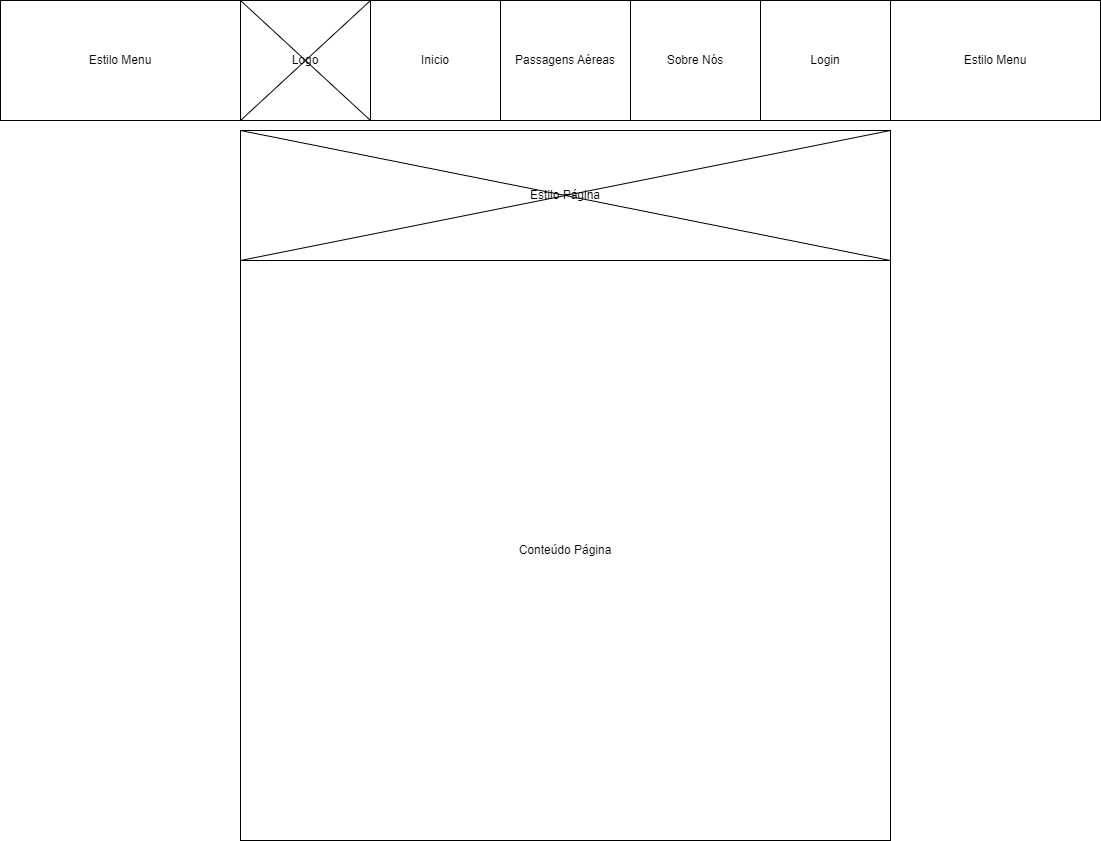 Estilo Menu
Logo
Inicio
Passagens Aéreas
Sobre Nós
Login
Estilo Menu
Estilo Página
Conteúdo Página